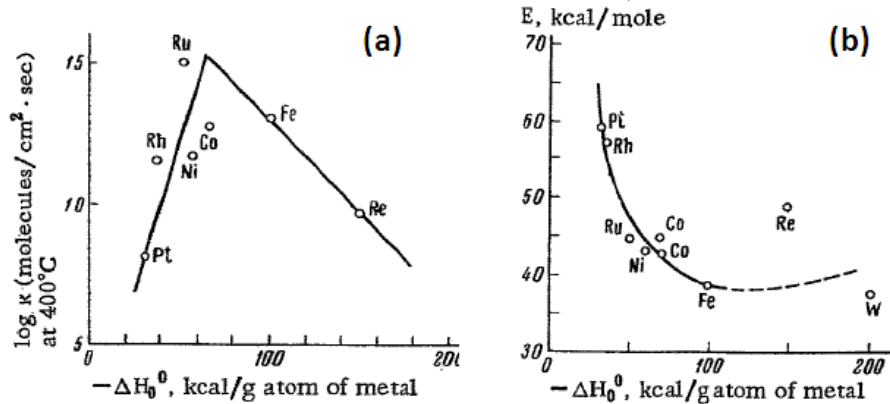 (a)
log κ (molecules/cm²·sec)
at 400°C
15
10
5
Ru
Rh
Co
Ni
Pt
Fe
Re
0
100
200
−ΔH₀⁰, kcal/g atom of metal
E, kcal/mole
(b)
70
60
50
40
30
Pt
Rh
Ru
Co
Ni
Co
Fe
Re
W
0
100
200
−ΔH₀⁰, kcal/gatom of metal